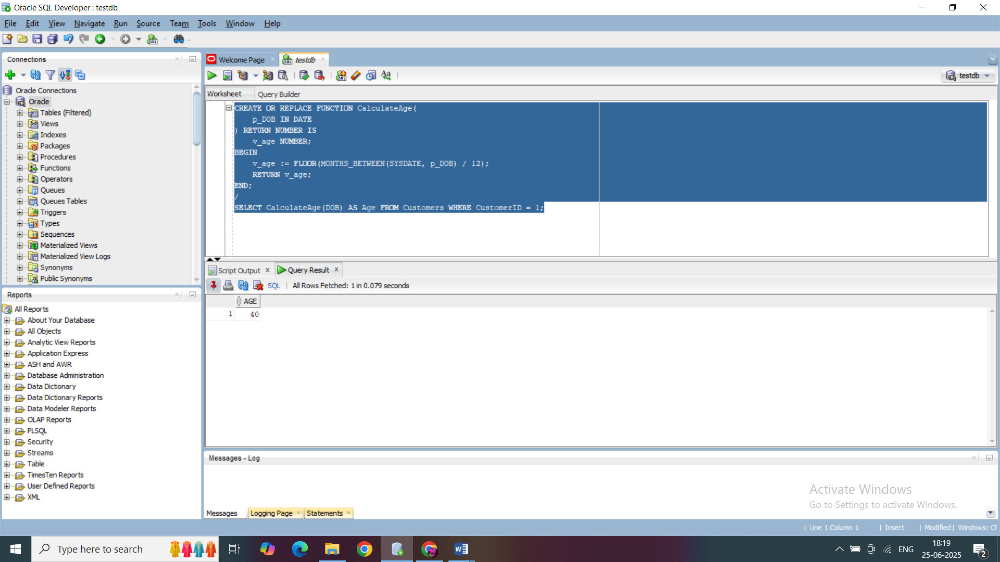 Oracle SQL Developer : testdb
File Edit View Navigate Run Source Team Tools Window Help
Connections
Oracle Connections
Oracle
Tables (Filtered)
Views
Indexes
Packages
Procedures
Functions
Operators
Queues
Queues Tables
Triggers
Types
Sequences
Materialized Views
Materialized View Logs
Synonyms
Public Synonyms
Reports
All Reports
About Your Database
All Objects
Analytic View Reports
Application Express
ASH and AWR
Database Administration
Data Dictionary
Data Dictionary Reports
Data Modeler Reports
OLAP Reports
PLSQL
Security
Streams
Table
TimesTen Reports
User Defined Reports
XML
Welcome Page testdb
testdb
Worksheet Query Builder
CREATE OR REPLACE FUNCTION CalculateAge(
p_DOB IN DATE
) RETURN NUMBER IS
v_age NUMBER;
BEGIN
v_age := FLOOR(MONTHS_BETWEEN(SYSDATE, p_DOB) / 12);
RETURN v_age;
END;
/
SELECT CalculateAge(DOB) AS Age FROM Customers WHERE CustomerID = 1;
Script Output Query Result
SQL All Rows Fetched: 1 in 0.079 seconds
AGE
1 40
Messages - Log
Activate Windows
Go to Settings to activate Windows.
Messages Logging Page Statements
Line 1 Column 1 Insert Modified Windows: C
Type here to search
ENG
18:19
25-06-2025
2